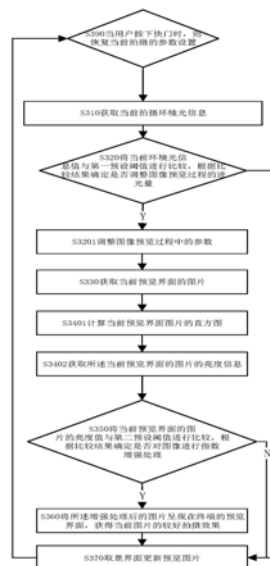 S390当用户按下快门时，则
恢复当前拍摄的参数设置
S310获取当前拍摄环境光信息
S320将当前环境光信
息值与第一预设阈值进行比较，根据比
较结果确定是否调整图像预览过程的进
光量
Y
S3201调整图像预览过程中的参数
S330获取当前预览界面的图片
S3401计算当前预览界面图片的直方图
S3402获取所述当前预览界面的图片的亮度信息
S350将当前预览界面的图
片的亮度值与第二预设阈值进行比较，根
据比较结果确定是否对图像进行指数
增强处理
N
Y
S360将所述增强处理后的图片呈现在终端的预览
界面，获得当前图片的较好拍摄效果
S370取景界面更新预览图片